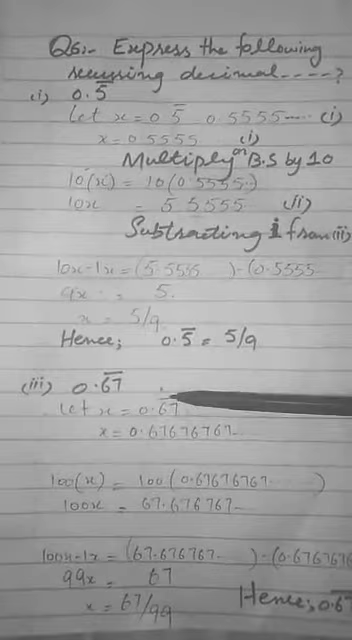 Q6:- Express the following
recurring decimal----?
(i) 0.5̅
Let x = 0.5̅ 0.5555--- (i)
x = 0.5555 (i)
Multiply on B.S by 10
10(x) = 10(0.5555.)
10x = 5.5555 (ii)
Subtracting i from (ii)
10x-1x = (5.555 )-(0.5555
9x = 5.
x = 5/9
Hence; 0.5̅ = 5/9
(iii) 0.6̅7̅
Let x = 0.67
x = 0.67676767--
100(x) = 100(0.67676767. )
100x = 67.676767--
100x-1x = (67.676767- )-(0.676767
99x = 67
x = 67/99 Hence; 0.67